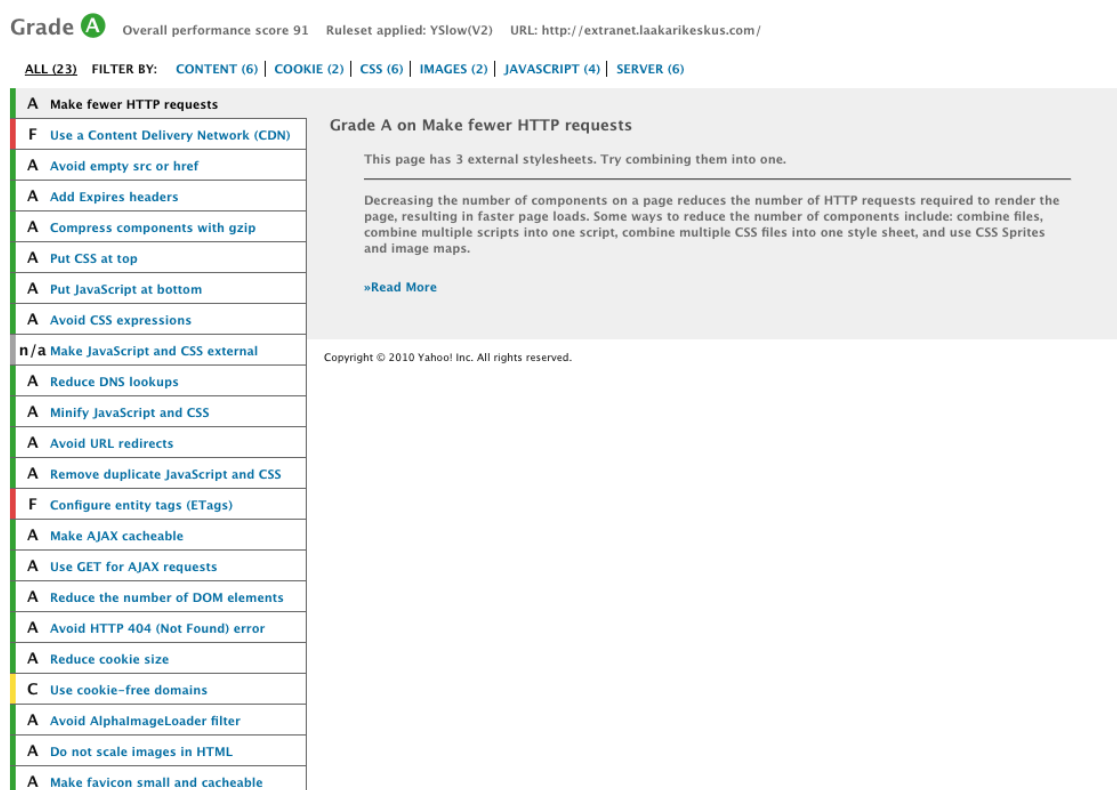 Grade A Overall performance score 91 Ruleset applied: YSlow(V2) URL: http://extranet.laakarikeskus.com/
ALL (23) FILTER BY: CONTENT (6) | COOKIE (2) | CSS (6) | IMAGES (2) | JAVASCRIPT (4) | SERVER (6)
A Make fewer HTTP requests
F Use a Content Delivery Network (CDN)
A Avoid empty src or href
A Add Expires headers
A Compress components with gzip
A Put CSS at top
A Put JavaScript at bottom
A Avoid CSS expressions
n/a Make JavaScript and CSS external
A Reduce DNS lookups
A Minify JavaScript and CSS
A Avoid URL redirects
A Remove duplicate JavaScript and CSS
F Configure entity tags (ETags)
A Make AJAX cacheable
A Use GET for AJAX requests
A Reduce the number of DOM elements
A Avoid HTTP 404 (Not Found) error
A Reduce cookie size
C Use cookie-free domains
A Avoid AlphaImageLoader filter
A Do not scale images in HTML
A Make favicon small and cacheable
Grade A on Make fewer HTTP requests
This page has 3 external stylesheets. Try combining them into one.
Decreasing the number of components on a page reduces the number of HTTP requests required to render the
page, resulting in faster page loads. Some ways to reduce the number of components include: combine files,
combine multiple scripts into one script, combine multiple CSS files into one style sheet, and use CSS Sprites
and image maps.
»Read More
Copyright © 2010 Yahoo! Inc. All rights reserved.